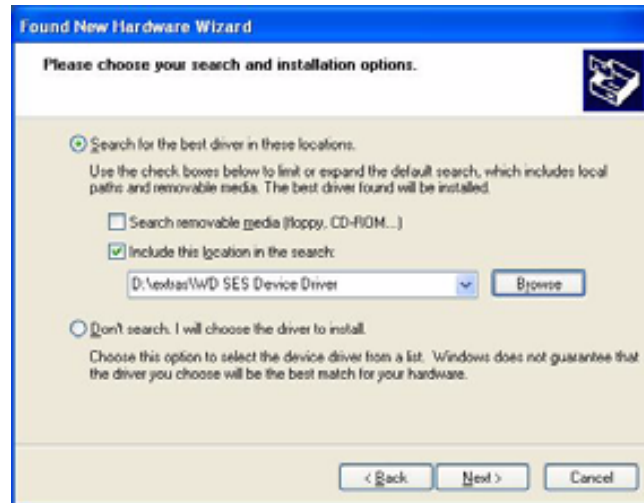 Found New Hardware Wizard
Please choose your search and installation options.
Search for the best driver in these locations.
Use the check boxes below to limit or expand the default search, which includes local
paths and removable media. The best driver found will be installed.
Search removable media (floppy, CD-ROM...)
Include this location in the search:
D:\extras\WD SES Device Driver
Browse
Don't search. I will choose the driver to install.
Choose this option to select the device driver from a list. Windows does not guarantee that
the driver you choose will be the best match for your hardware.
< Back
Next >
Cancel